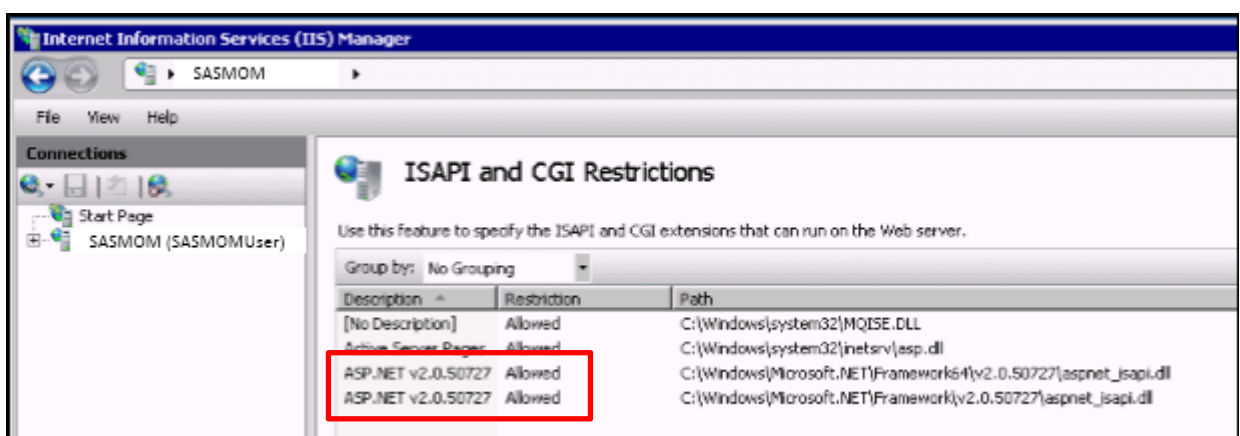 Internet Information Services (IIS) Manager
SASMOM
File View Help
Connections
Start Page
SASMOM (SASMOMUser)
ISAPI and CGI Restrictions
Use this feature to specify the ISAPI and CGI extensions that can run on the Web server.
Group by: No Grouping
Description Restriction Path
[No Description] Allowed C:\Windows\system32\MQISE.DLL
Active Server Pages Allowed C:\Windows\system32\inetsrv\asp.dll
ASP.NET v2.0.50727 Allowed C:\Windows\Microsoft.NET\Framework64\v2.0.50727\aspnet_isapi.dll
ASP.NET v2.0.50727 Allowed C:\Windows\Microsoft.NET\Framework\v2.0.50727\aspnet_isapi.dll